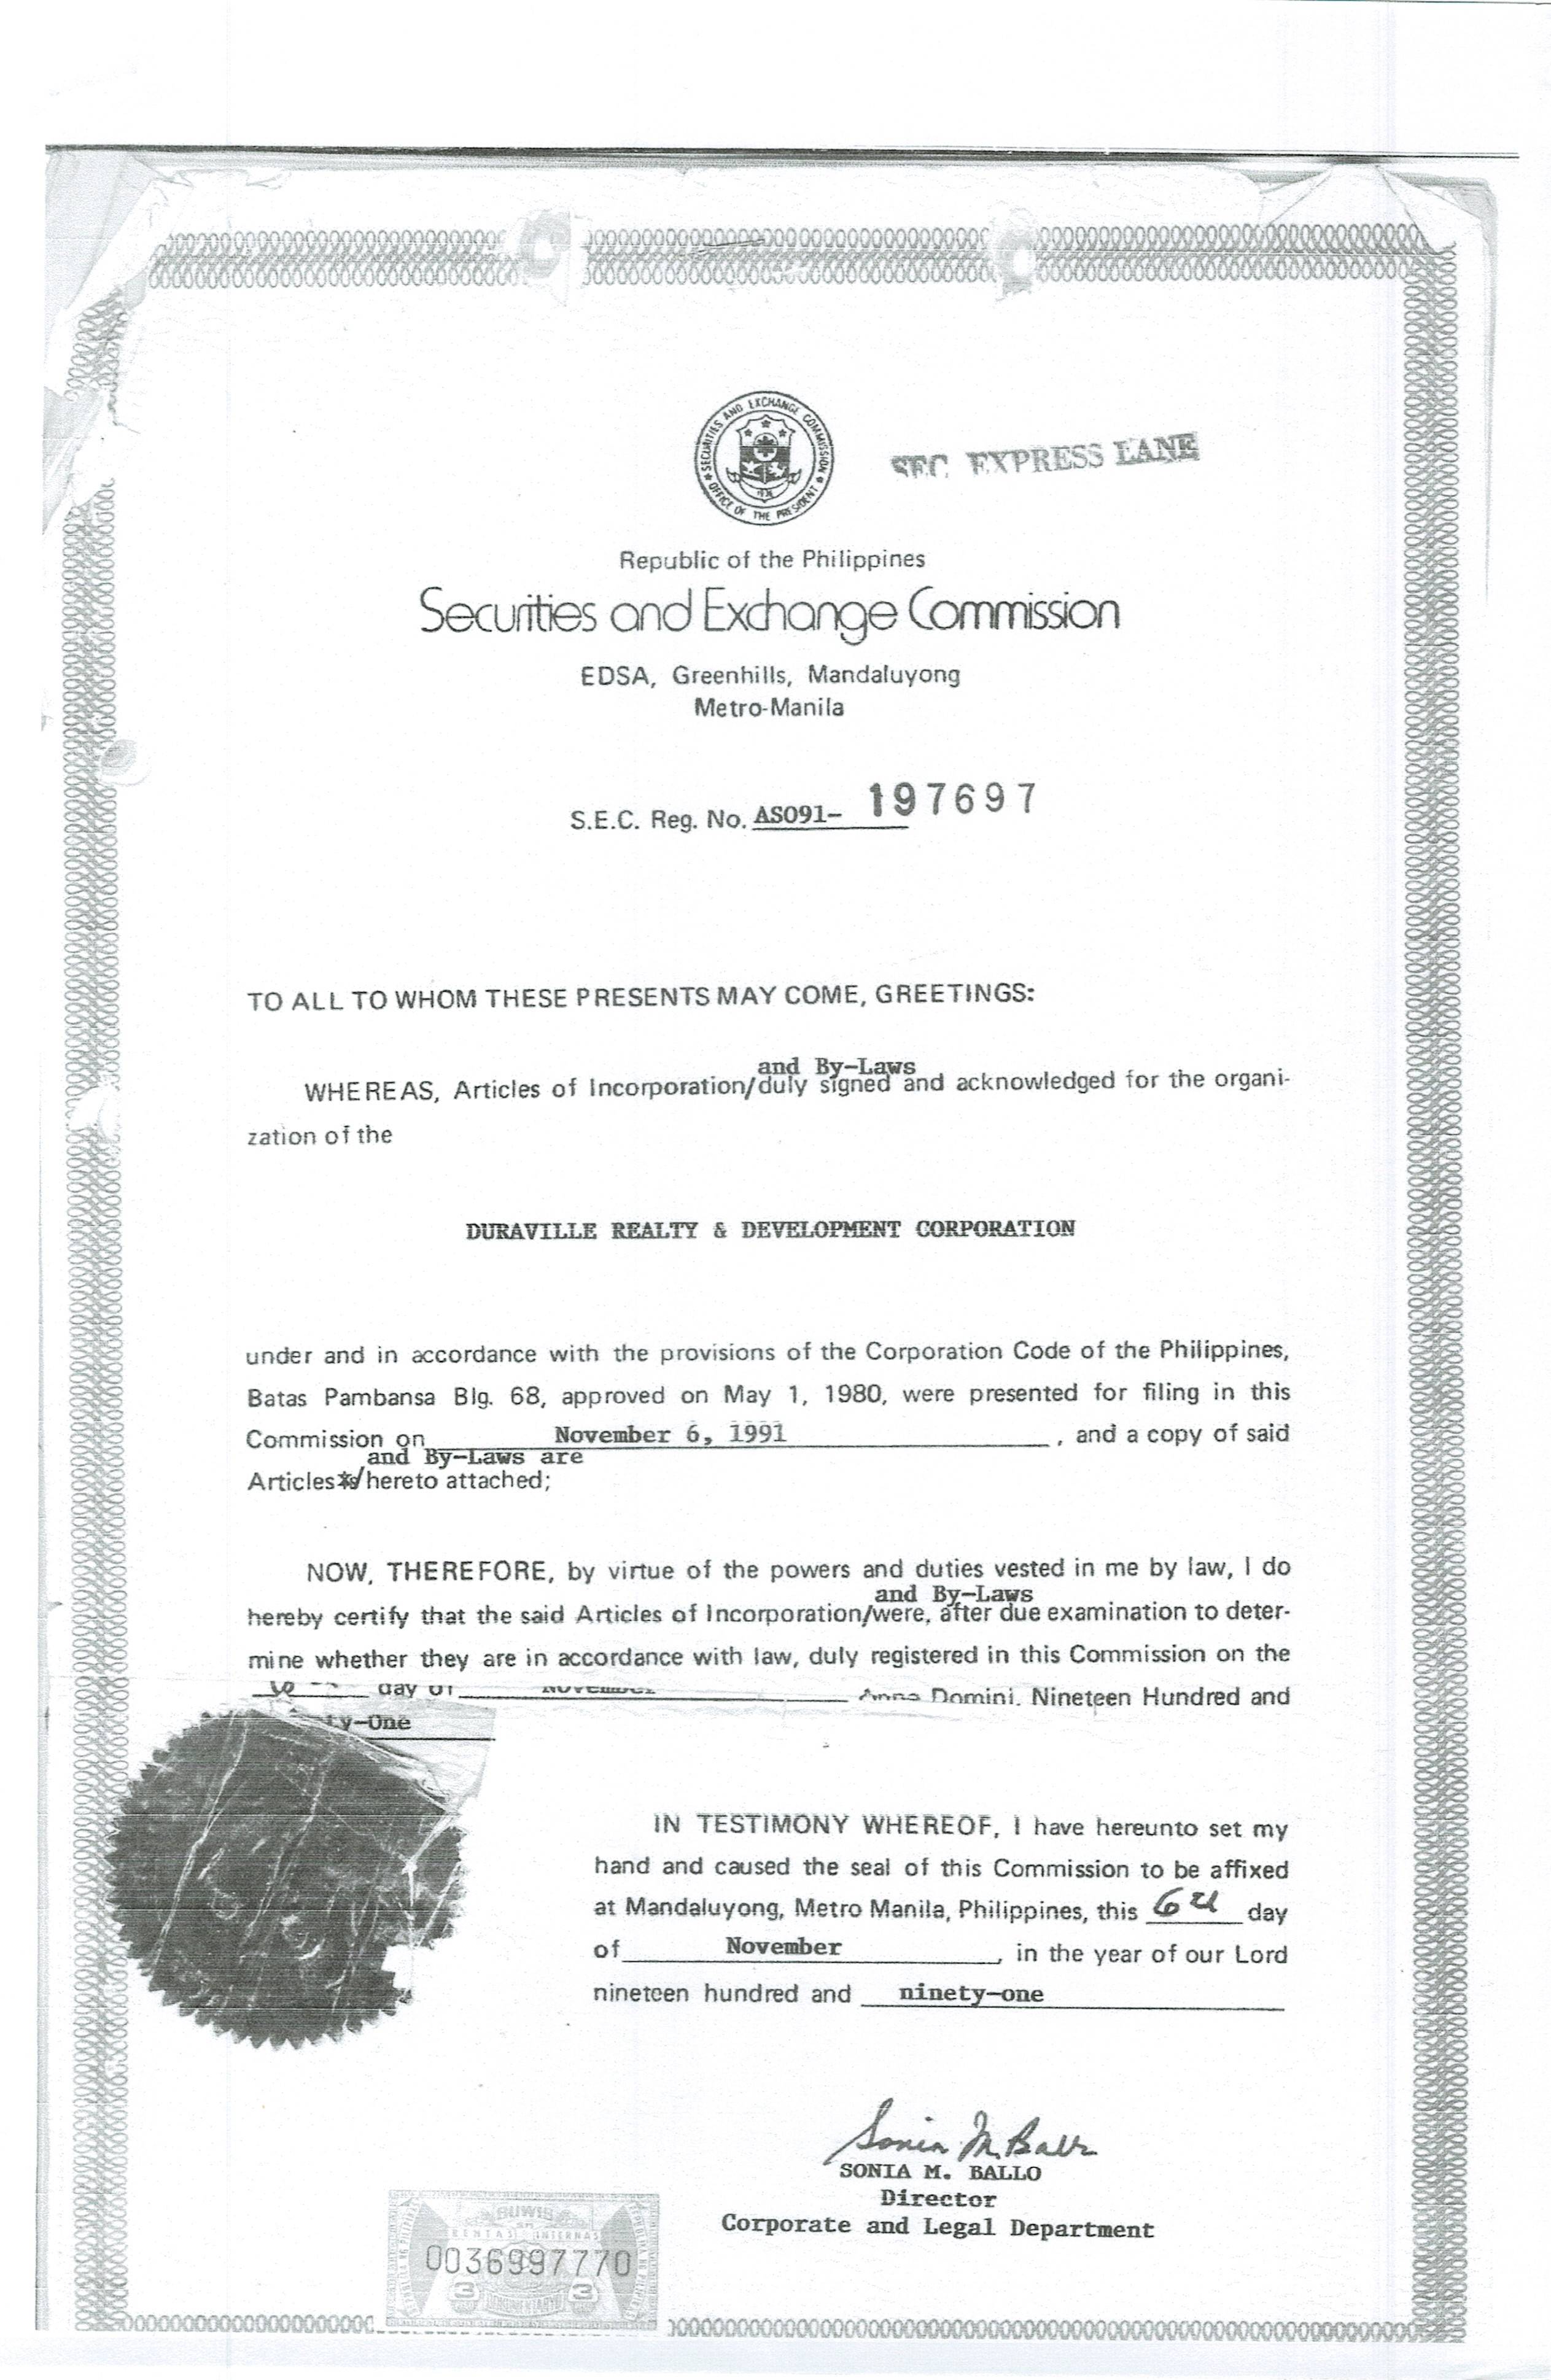 SECURITIES AND EXCHANGE COMMISSION
OFFICE OF THE PRESIDENT
SEC EXPRESS LANE
Republic of the Philippines
Securities and Exchange Commission
EDSA, Greenhills, Mandaluyong
Metro-Manila
S.E.C. Reg. No. ASO91- 197697
TO ALL TO WHOM THESE PRESENTS MAY COME, GREETINGS:
and By-Laws
WHEREAS, Articles of Incorporation/duly signed and acknowledged for the organi-
zation of the
DURAVILLE REALTY & DEVELOPMENT CORPORATION
under and in accordance with the provisions of the Corporation Code of the Philippines,
Batas Pambansa Blg. 68, approved on May 1, 1980, were presented for filing in this
Commission on November 6, 1991, and a copy of said
and By-Laws are
Articles/hereto attached;
NOW, THEREFORE, by virtue of the powers and duties vested in me by law, I do
and By-Laws
hereby certify that the said Articles of Incorporation/were, after due examination to deter-
mine whether they are in accordance with law, duly registered in this Commission on the
day of November Anno Domini, Nineteen Hundred and
ty-One
IN TESTIMONY WHEREOF, I have hereunto set my
hand and caused the seal of this Commission to be affixed
at Mandaluyong, Metro Manila, Philippines, this 6th day
of November, in the year of our Lord
nineteen hundred and ninety-one
Sonia M. Ballo
SONIA M. BALLO
Director
Corporate and Legal Department
BUWIS
RENTAS INTERNAS
0036997770
3 3